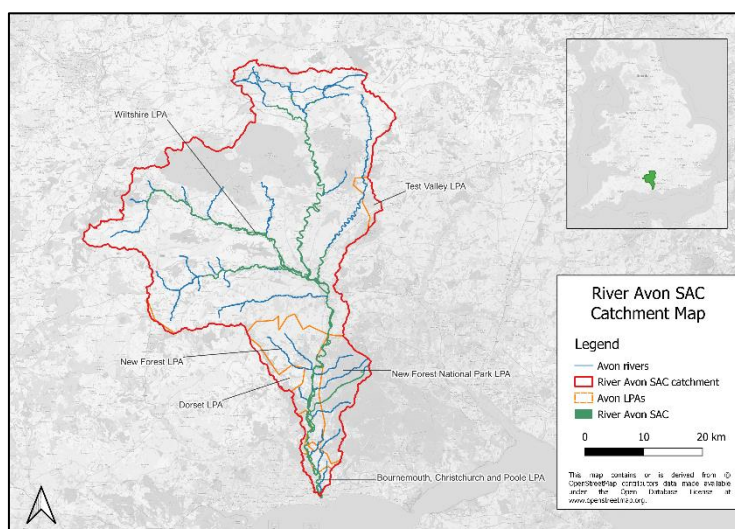 Wiltshire LPA
Test Valley LPA
New Forest LPA
New Forest National Park LPA
Dorset LPA
Bournemouth, Christchurch and Poole LPA
River Avon SAC
Catchment Map
Legend
Avon rivers
River Avon SAC catchment
Avon LPAs
River Avon SAC
0 10 20 km
This map contains or is derived from ©
OpenStreetMap contributors data made available
under the Open Database License at
www.openstreetmap.org.